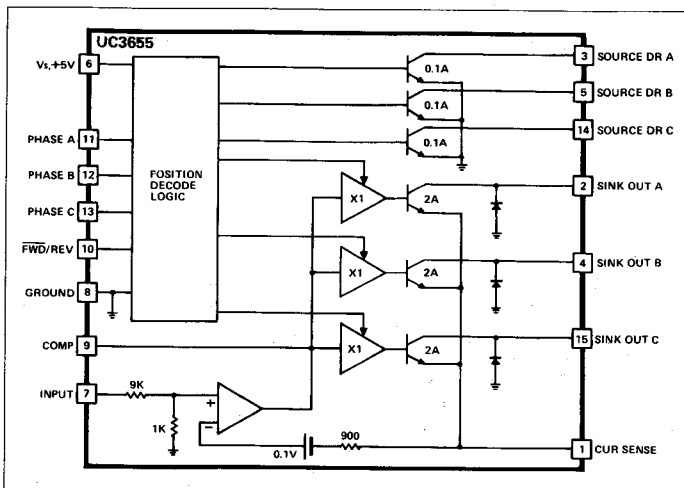 UC3655
Vs,+5V 6
PHASE A 11
PHASE B 12
PHASE C 13
FWD/REV 10
GROUND 8
COMP 9
INPUT 7
POSITION
DECODE
LOGIC
0.1A
0.1A
0.1A
3 SOURCE DR A
5 SOURCE DR B
14 SOURCE DR C
X1
2A
2 SINK OUT A
X1
2A
4 SINK OUT B
X1
2A
15 SINK OUT C
9K
1K
+
−
0.1V
900
1 CUR SENSE